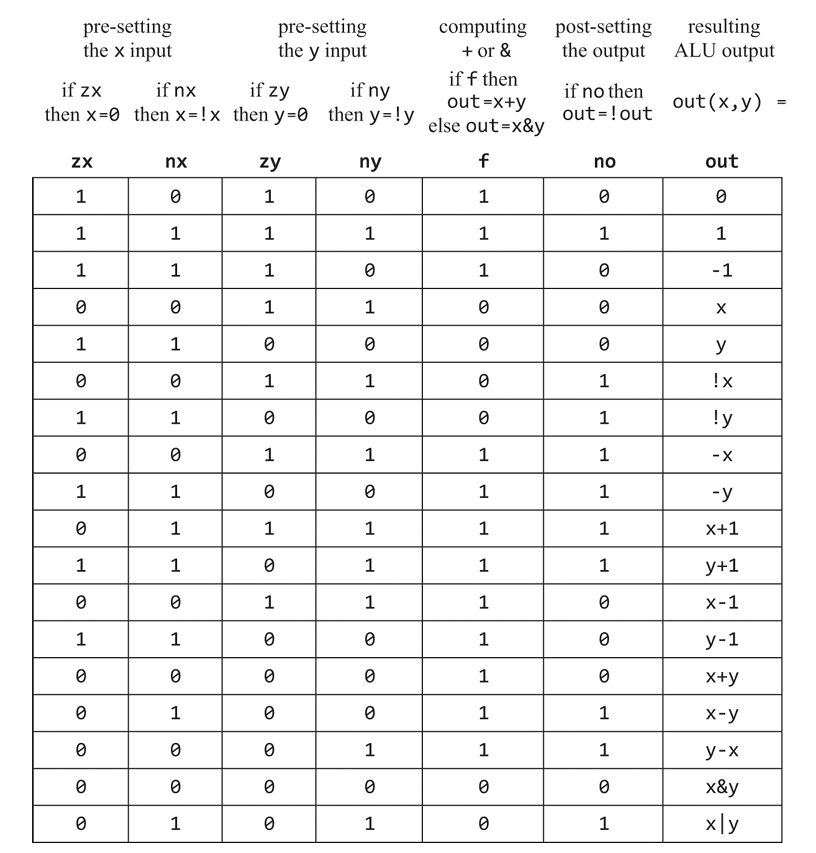 pre-setting pre-setting computing post-setting resulting
the x input the y input + or & the output ALU output
if zx if nx if zy if ny if f then if no then out(x,y) =
then x=0 then x=!x then y=0 then y=!y out=x+y out=!out
else out=x&y
zx nx zy ny f no out
1 0 1 0 1 0 0
1 1 1 1 1 1 1
1 1 1 0 1 0 -1
0 0 1 1 0 0 x
1 1 0 0 0 0 y
0 0 1 1 0 1 !x
1 1 0 0 0 1 !y
0 0 1 1 1 1 -x
1 1 0 0 1 1 -y
0 1 1 1 1 1 x+1
1 1 0 1 1 1 y+1
0 0 1 1 1 0 x-1
1 1 0 0 1 0 y-1
0 0 0 0 1 0 x+y
0 1 0 0 1 1 x-y
0 0 0 1 1 1 y-x
0 0 0 0 0 0 x&y
0 1 0 1 0 1 x|y